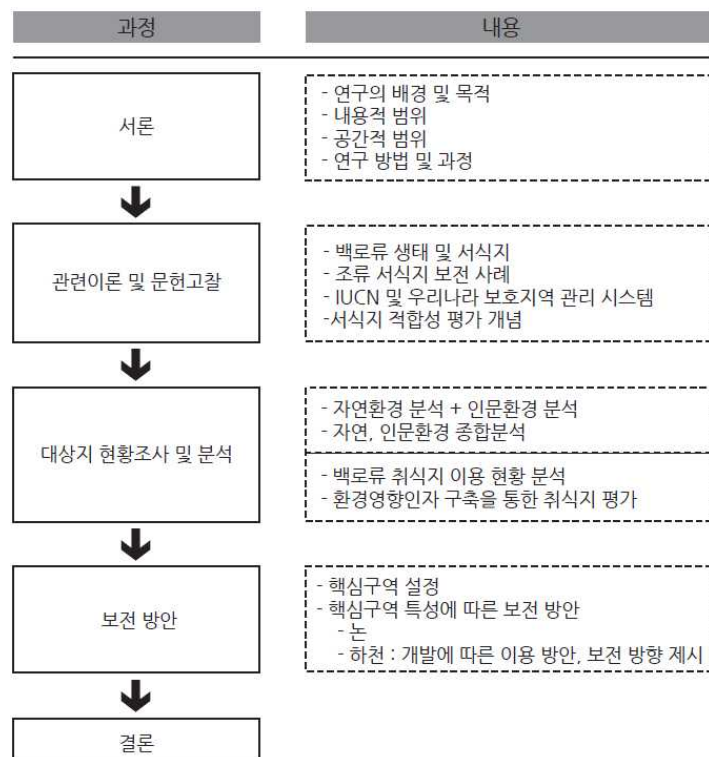 과정
내용
서론
- 연구의 배경 및 목적
- 내용적 범위
- 공간적 범위
- 연구 방법 및 과정
관련이론 및 문헌고찰
- 백로류 생태 및 서식지
- 조류 서식지 보전 사례
- IUCN 및 우리나라 보호지역 관리 시스템
-서식지 적합성 평가 개념
대상지 현황조사 및 분석
- 자연환경 분석 + 인문환경 분석
- 자연, 인문환경 종합분석
- 백로류 취식지 이용 현황 분석
- 환경영향인자 구축을 통한 취식지 평가
보전 방안
- 핵심구역 설정
- 핵심구역 특성에 따른 보전 방안
- 논
- 하천 : 개발에 따른 이용 방안, 보전 방향 제시
결론